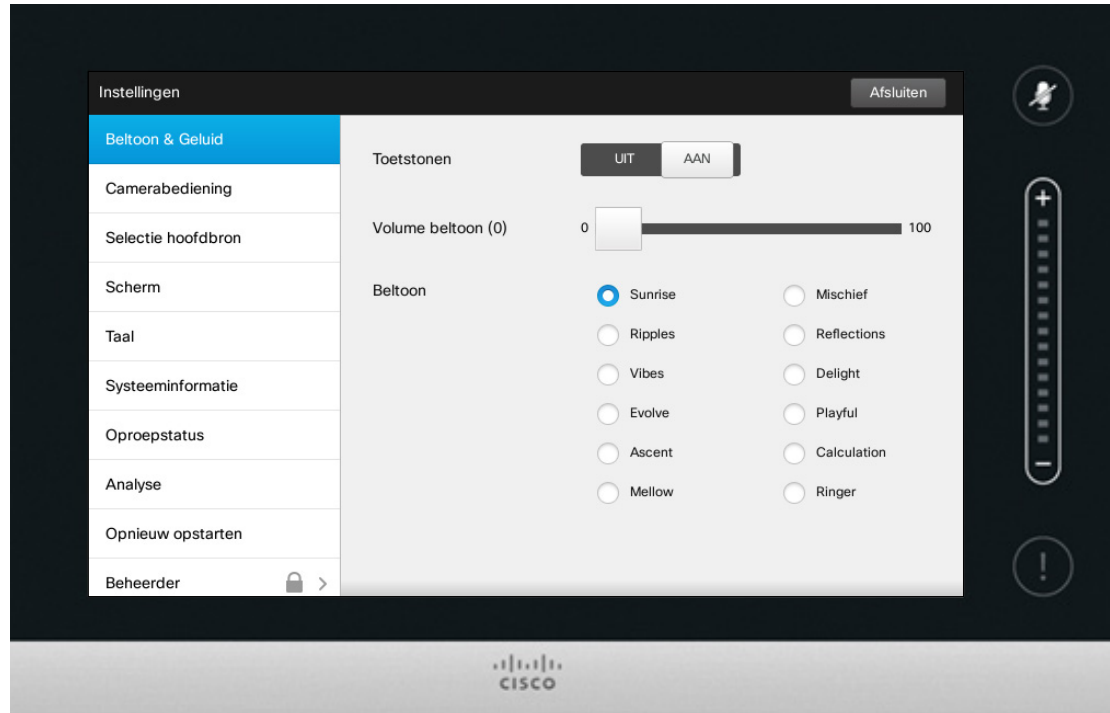 Instellingen
Afsluiten
Beltoon & Geluid
Camerabediening
Selectie hoofdbron
Scherm
Taal
Systeeminformatie
Oproepstatus
Analyse
Opnieuw opstarten
Beheerder
Toetstonen
UIT AAN
Volume beltoon (0)
0 100
Beltoon
Sunrise Mischief
Ripples Reflections
Vibes Delight
Evolve Playful
Ascent Calculation
Mellow Ringer
+
−
!
CISCO